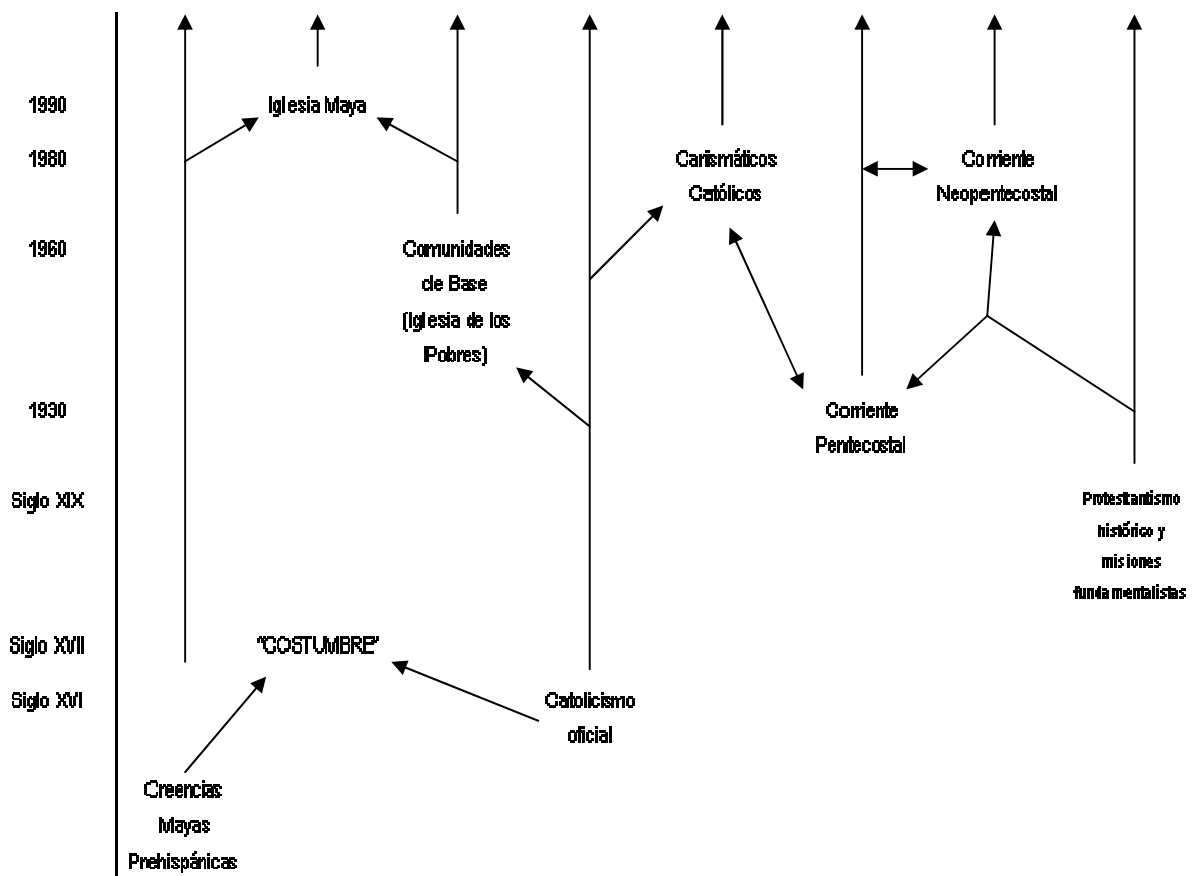 1990
Iglesia Maya
1980
Carismáticos
Católicos
Corriente
Neopentecostal
1960
Comunidades
de Base
(Iglesia de los
Pobres)
1930
Corriente
Pentecostal
Siglo XIX
Protestantismo
histórico y
misiones
fundamentalistas
Siglo XVII
"COSTUMBRE"
Siglo XVI
Catolicismo
oficial
Creencias
Mayas
Prehispánicas